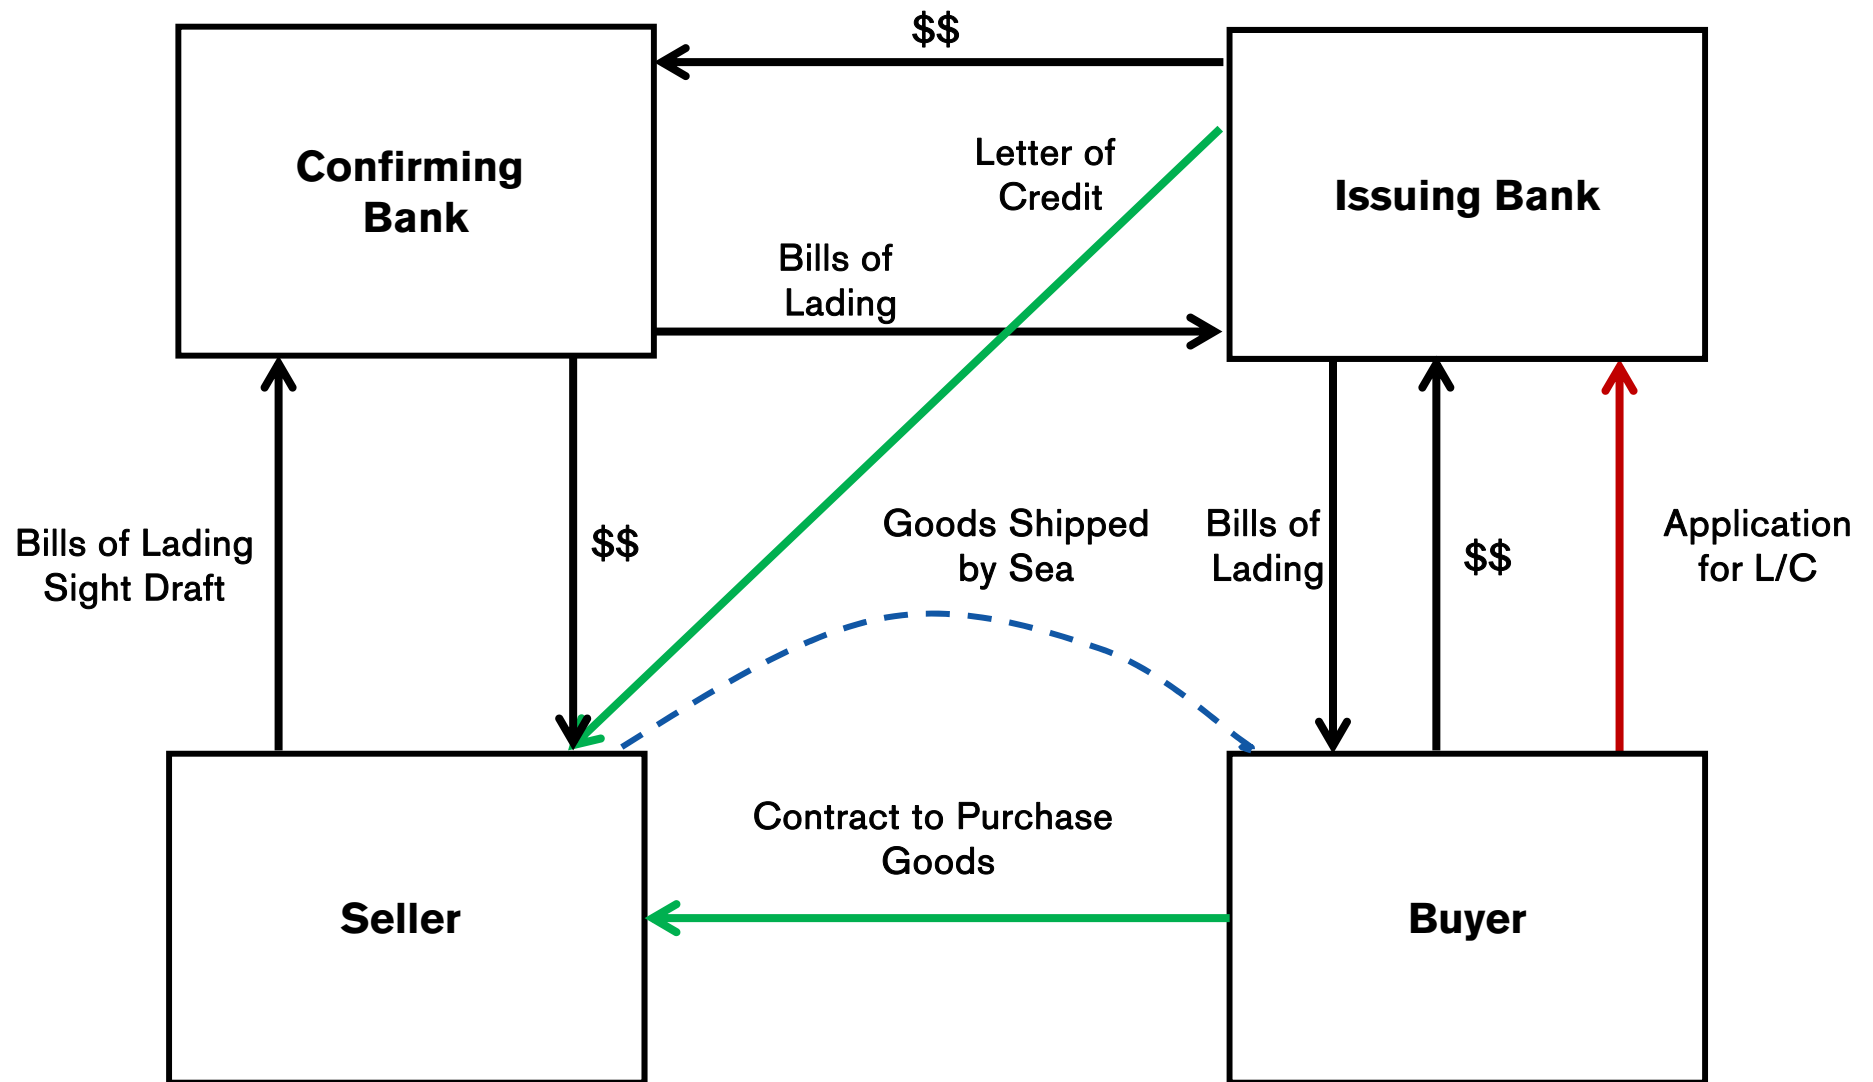 $$
Confirming
Bank
Letter of
Credit
Issuing Bank
Bills of
Lading
Bills of Lading
Sight Draft
$$
Goods Shipped
by Sea
Bills of
Lading
$$
Application
for L/C
Contract to Purchase
Goods
Seller
Buyer